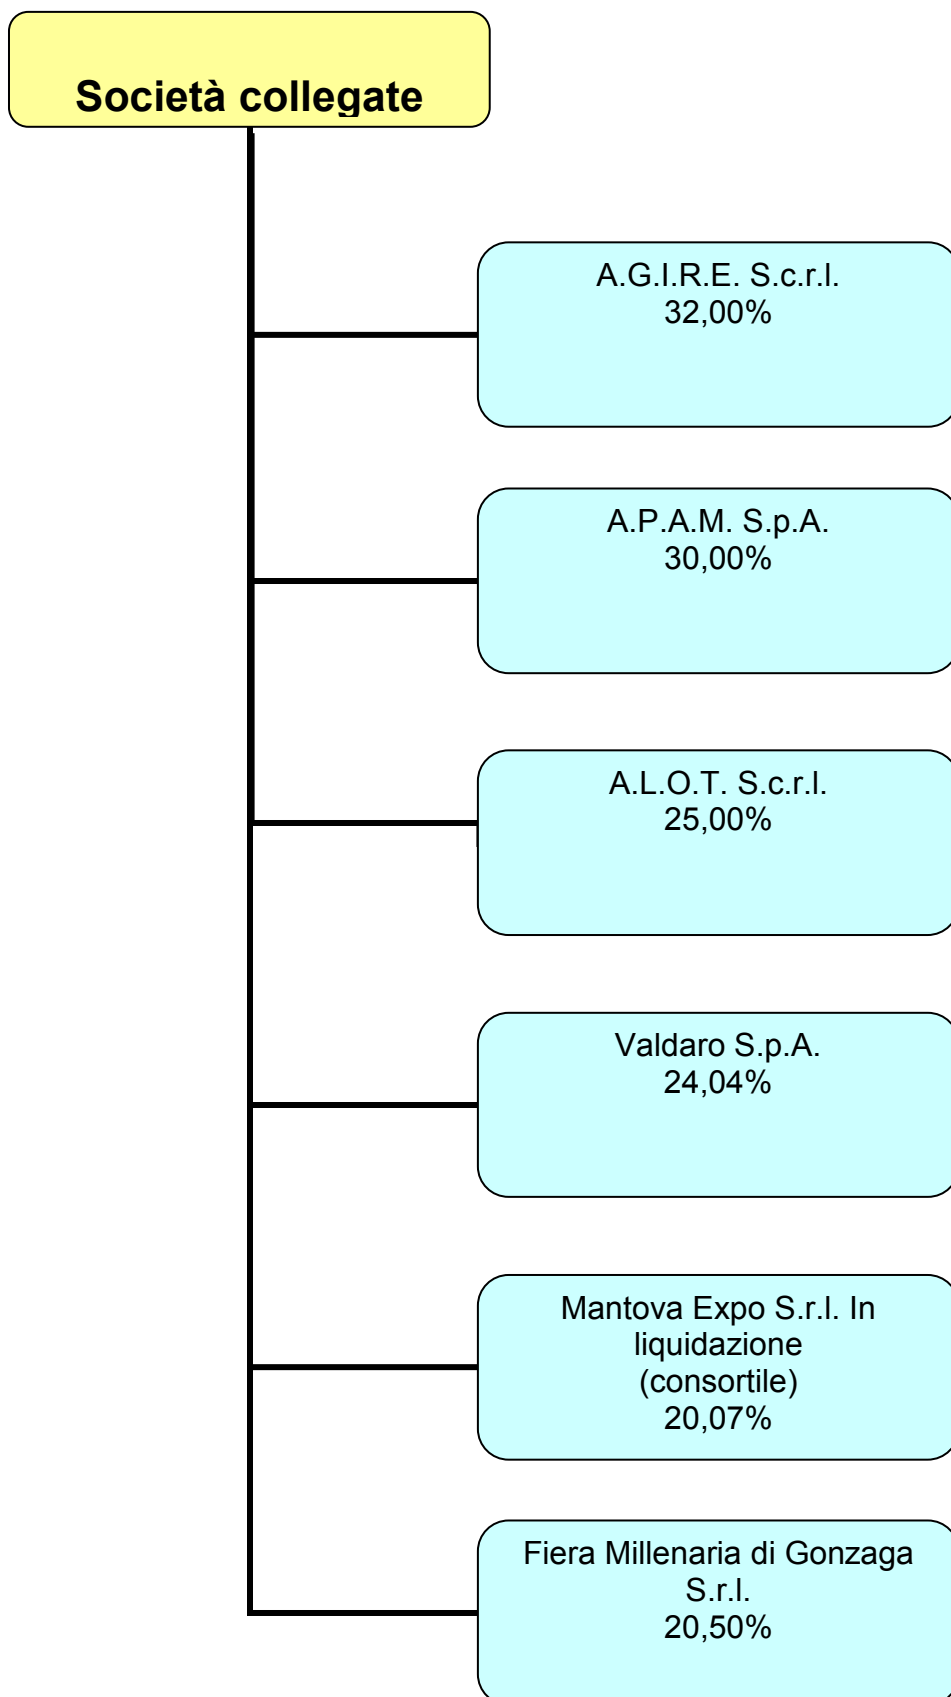 Società collegate
A.G.I.R.E. S.c.r.l.
32,00%
A.P.A.M. S.p.A.
30,00%
A.L.O.T. S.c.r.l.
25,00%
Valdaro S.p.A.
24,04%
Mantova Expo S.r.l. In
liquidazione
(consortile)
20,07%
Fiera Millenaria di Gonzaga
S.r.l.
20,50%